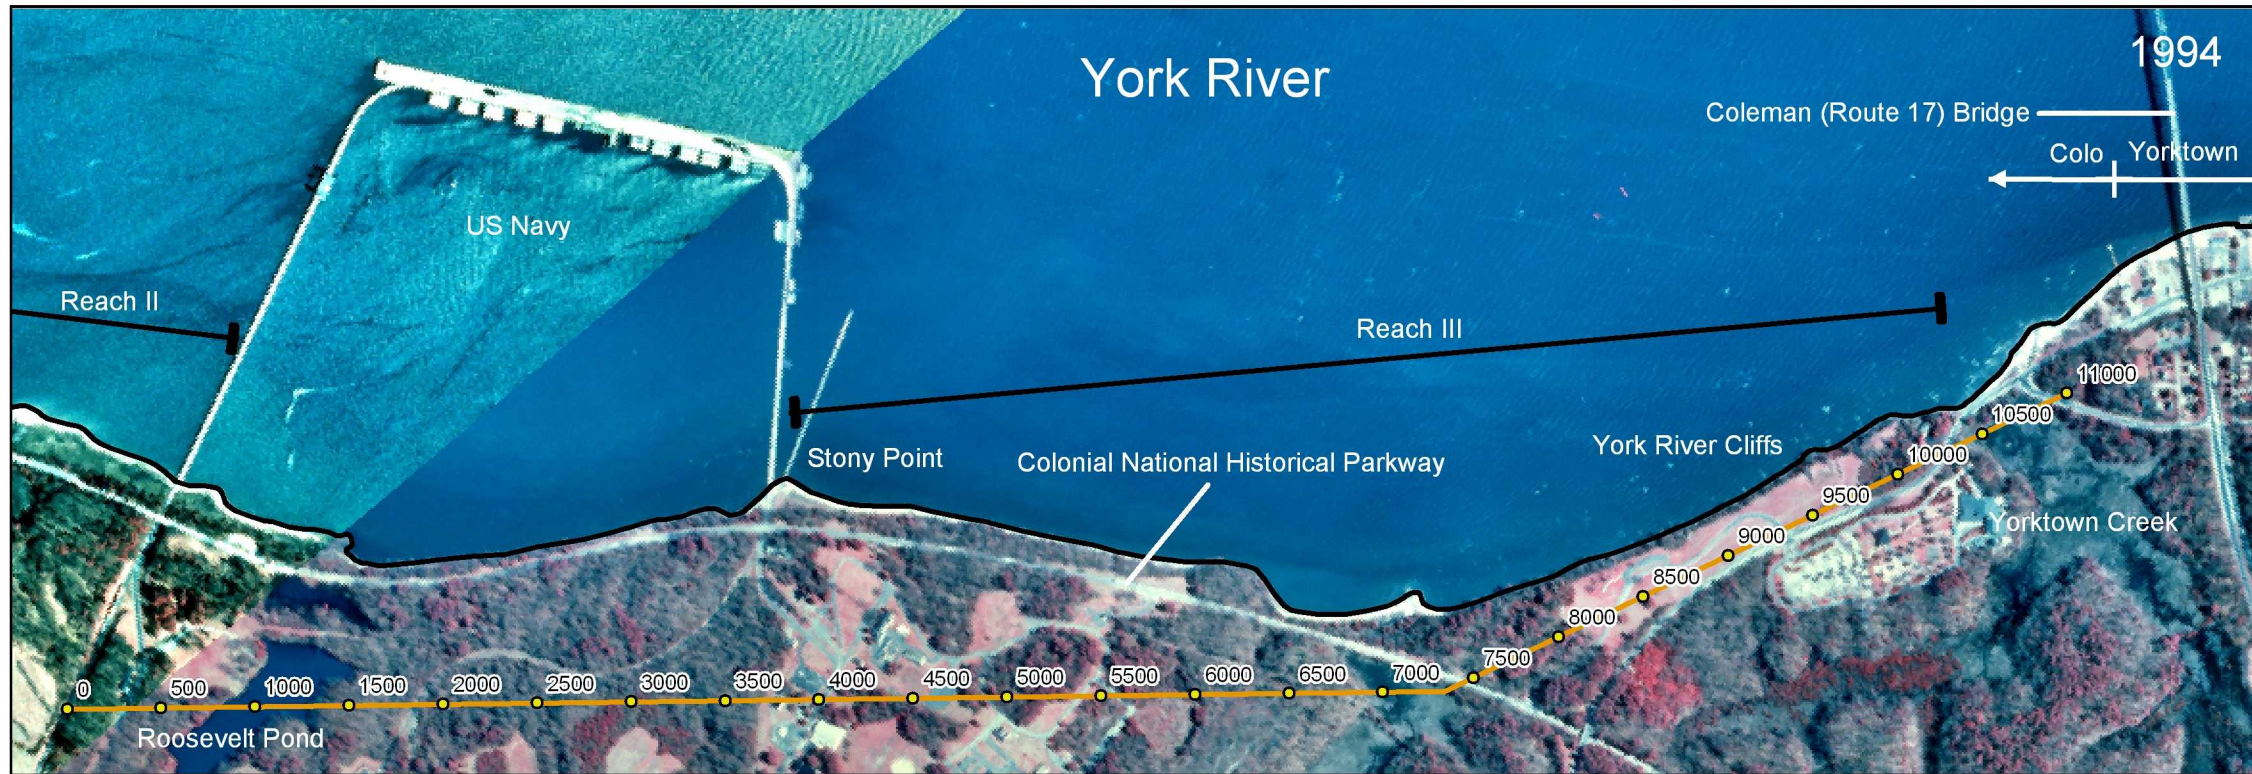 York River
1994
Coleman (Route 17) Bridge
Colo
Yorktown
US Navy
Reach II
Reach III
Stony Point
Colonial National Historical Parkway
York River Cliffs
Yorktown Creek
Roosevelt Pond
0
500
1000
1500
2000
2500
3000
3500
4000
4500
5000
5500
6000
6500
7000
7500
8000
8500
9000
9500
10000
10500
11000